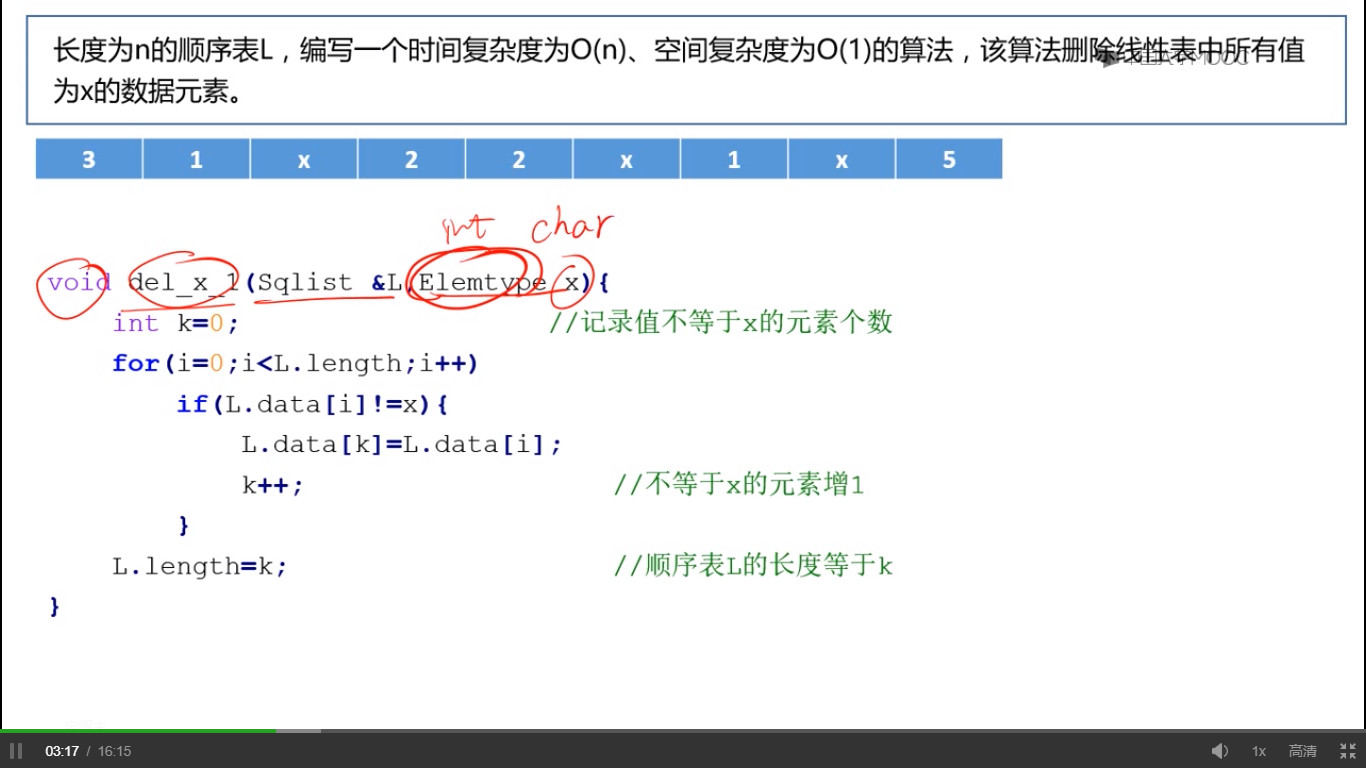 长度为n的顺序表L，编写一个时间复杂度为O(n)、空间复杂度为O(1)的算法，该算法删除线性表中所有值
为x的数据元素。
3 1 x 2 2 x 1 x 5
int char
void del_x_1(Sqlist &L,Elemtype x){
int k=0; //记录值不等于x的元素个数
for(i=0;i<L.length;i++)
if(L.data[i]!=x){
L.data[k]=L.data[i];
k++; //不等于x的元素增1
}
L.length=k; //顺序表L的长度等于k
}
03:17 / 16:15 1x 高清